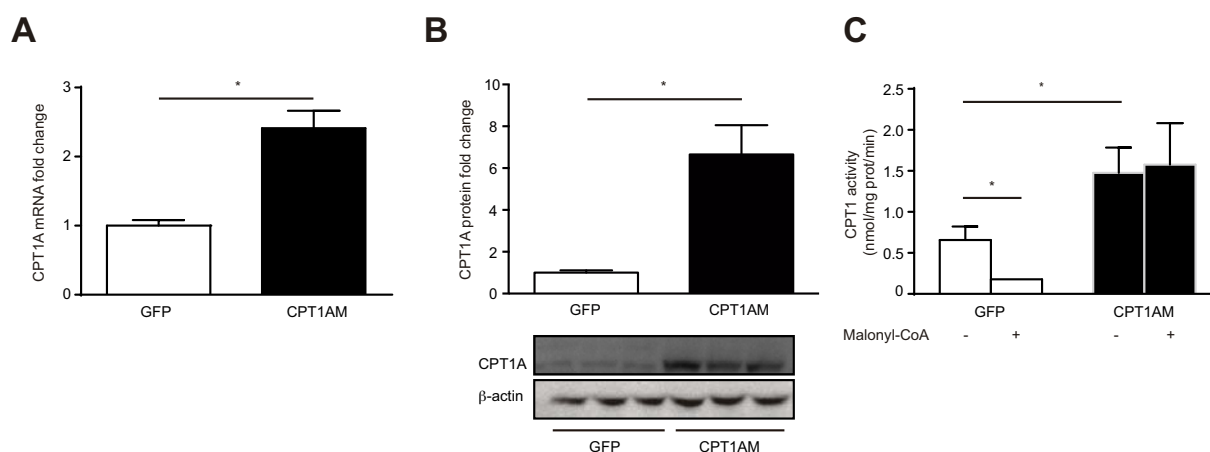 A
CPT1A mRNA fold change
3
2
1
0
*
GFP
CPT1AM
B
CPT1A protein fold change
10
8
6
4
2
0
*
GFP
CPT1AM
CPT1A
β-actin
GFP
CPT1AM
C
CPT1 activity
(nmol/mg prot/min)
2.5
2.0
1.5
1.0
0.5
0
*
*
GFP
CPT1AM
Malonyl-CoA - + - +